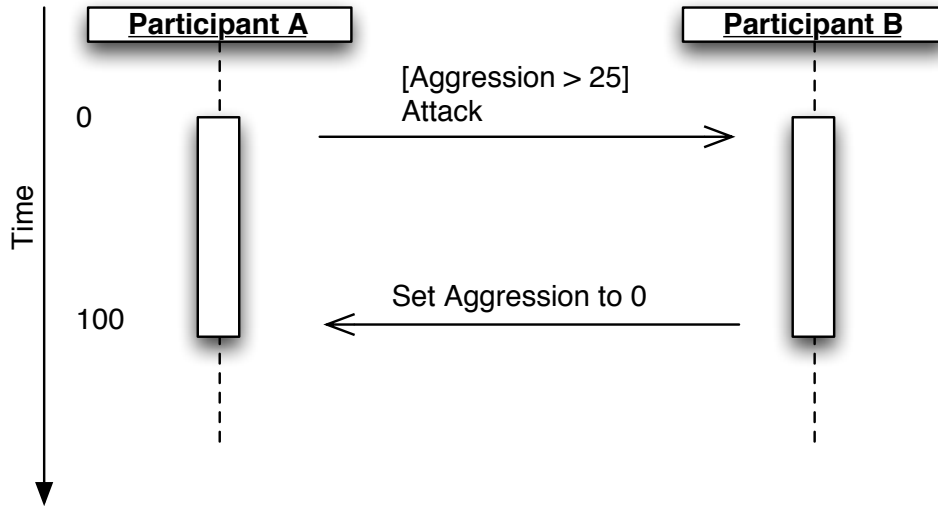 Participant A
Participant B
[Aggression > 25]
Attack
0
Time
Set Aggression to 0
100